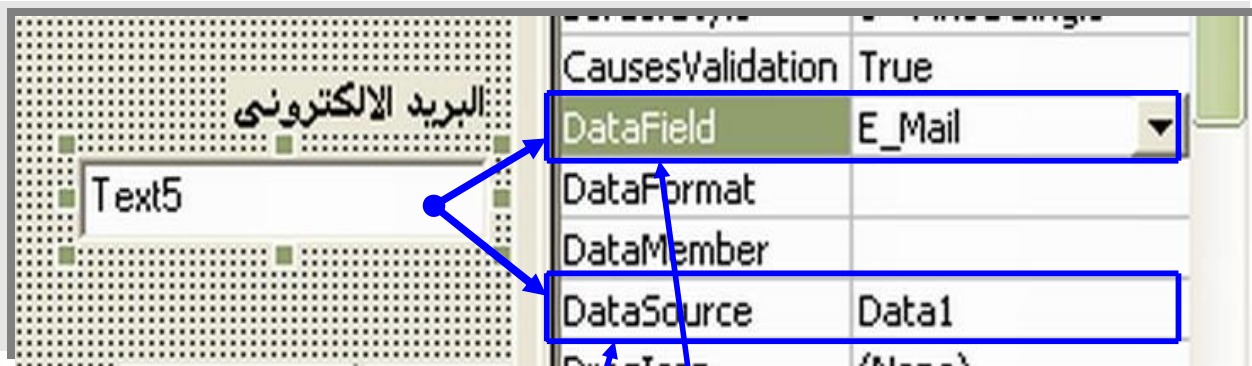 البريد الالكترونى
Text5
CausesValidation True
DataField E_Mail
DataFormat
DataMember
DataSource Data1